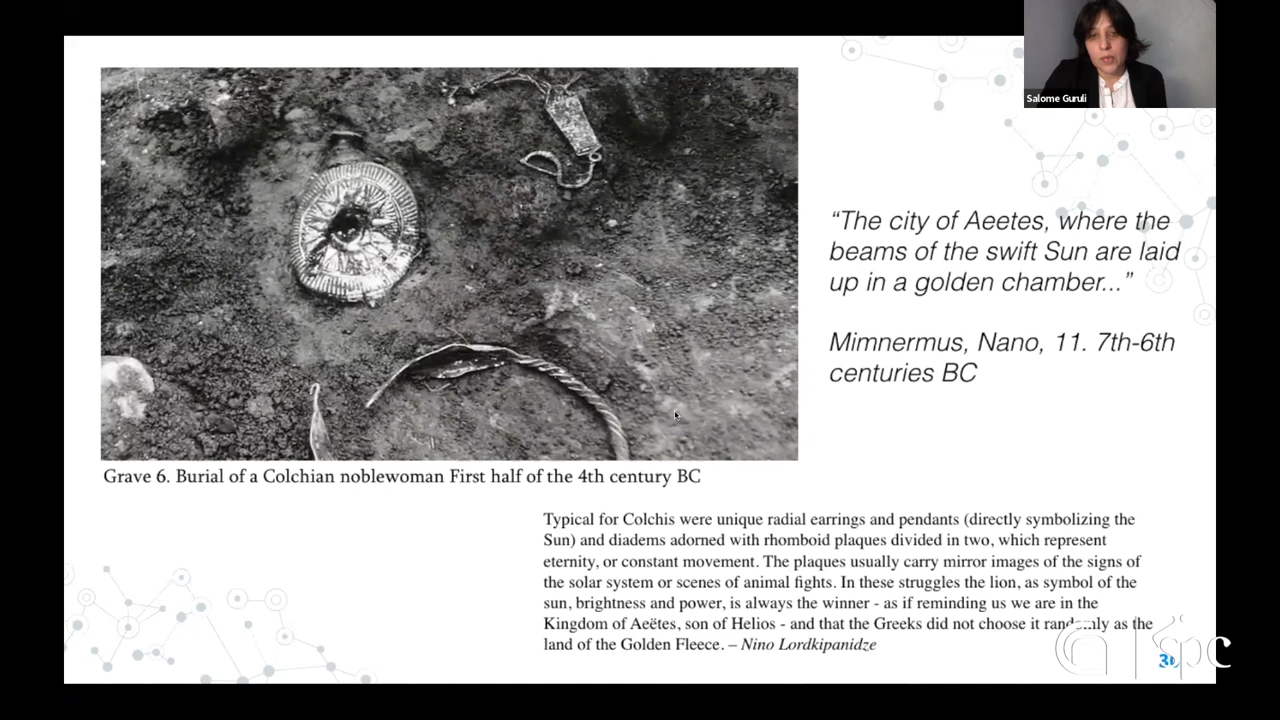 Salome Guruli
“The city of Aeetes, where the
beams of the swift Sun are laid
up in a golden chamber...”
Mimnermus, Nano, 11. 7th-6th
centuries BC
Grave 6. Burial of a Colchian noblewoman First half of the 4th century BC
Typical for Colchis were unique radial earrings and pendants (directly symbolizing the
Sun) and diadems adorned with rhomboid plaques divided in two, which represent
eternity, or constant movement. The plaques usually carry mirror images of the signs of
the solar system or scenes of animal fights. In these struggles the lion, as symbol of the
sun, brightness and power, is always the winner - as if reminding us we are in the
Kingdom of Aeëtes, son of Helios - and that the Greeks did not choose it randomly as the
land of the Golden Fleece. – Nino Lordkipanidze